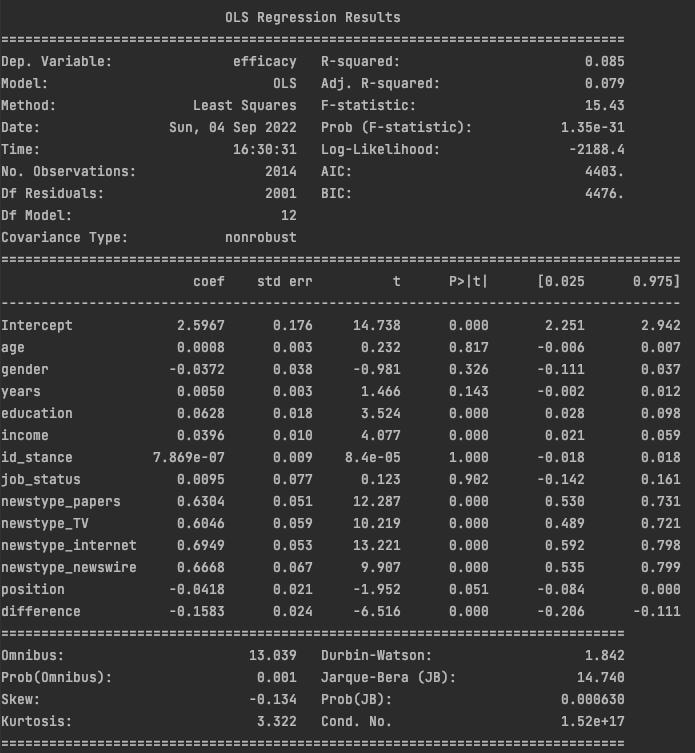 OLS Regression Results
==============================================================================
Dep. Variable: efficacy R-squared: 0.085
Model: OLS Adj. R-squared: 0.079
Method: Least Squares F-statistic: 15.43
Date: Sun, 04 Sep 2022 Prob (F-statistic): 1.35e-31
Time: 16:30:31 Log-Likelihood: -2188.4
No. Observations: 2014 AIC: 4403.
Df Residuals: 2001 BIC: 4476.
Df Model: 12
Covariance Type: nonrobust
=====================================================================================
coef std err t P>|t| [0.025 0.975]
-------------------------------------------------------------------------------------
Intercept 2.5967 0.176 14.738 0.000 2.251 2.942
age 0.0008 0.003 0.232 0.817 -0.006 0.007
gender -0.0372 0.038 -0.981 0.326 -0.111 0.037
years 0.0050 0.003 1.466 0.143 -0.002 0.012
education 0.0628 0.018 3.524 0.000 0.028 0.098
income 0.0396 0.010 4.077 0.000 0.021 0.059
id_stance 7.869e-07 0.009 8.4e-05 1.000 -0.018 0.018
job_status 0.0095 0.077 0.123 0.902 -0.142 0.161
newstype_papers 0.6304 0.051 12.287 0.000 0.530 0.731
newstype_TV 0.6046 0.059 10.219 0.000 0.489 0.721
newstype_internet 0.6949 0.053 13.221 0.000 0.592 0.798
newstype_newswire 0.6668 0.067 9.907 0.000 0.535 0.799
position -0.0418 0.021 -1.952 0.051 -0.084 0.000
difference -0.1583 0.024 -6.516 0.000 -0.206 -0.111
==============================================================================
Omnibus: 13.039 Durbin-Watson: 1.842
Prob(Omnibus): 0.001 Jarque-Bera (JB): 14.740
Skew: -0.134 Prob(JB): 0.000630
Kurtosis: 3.322 Cond. No. 1.52e+17
==============================================================================